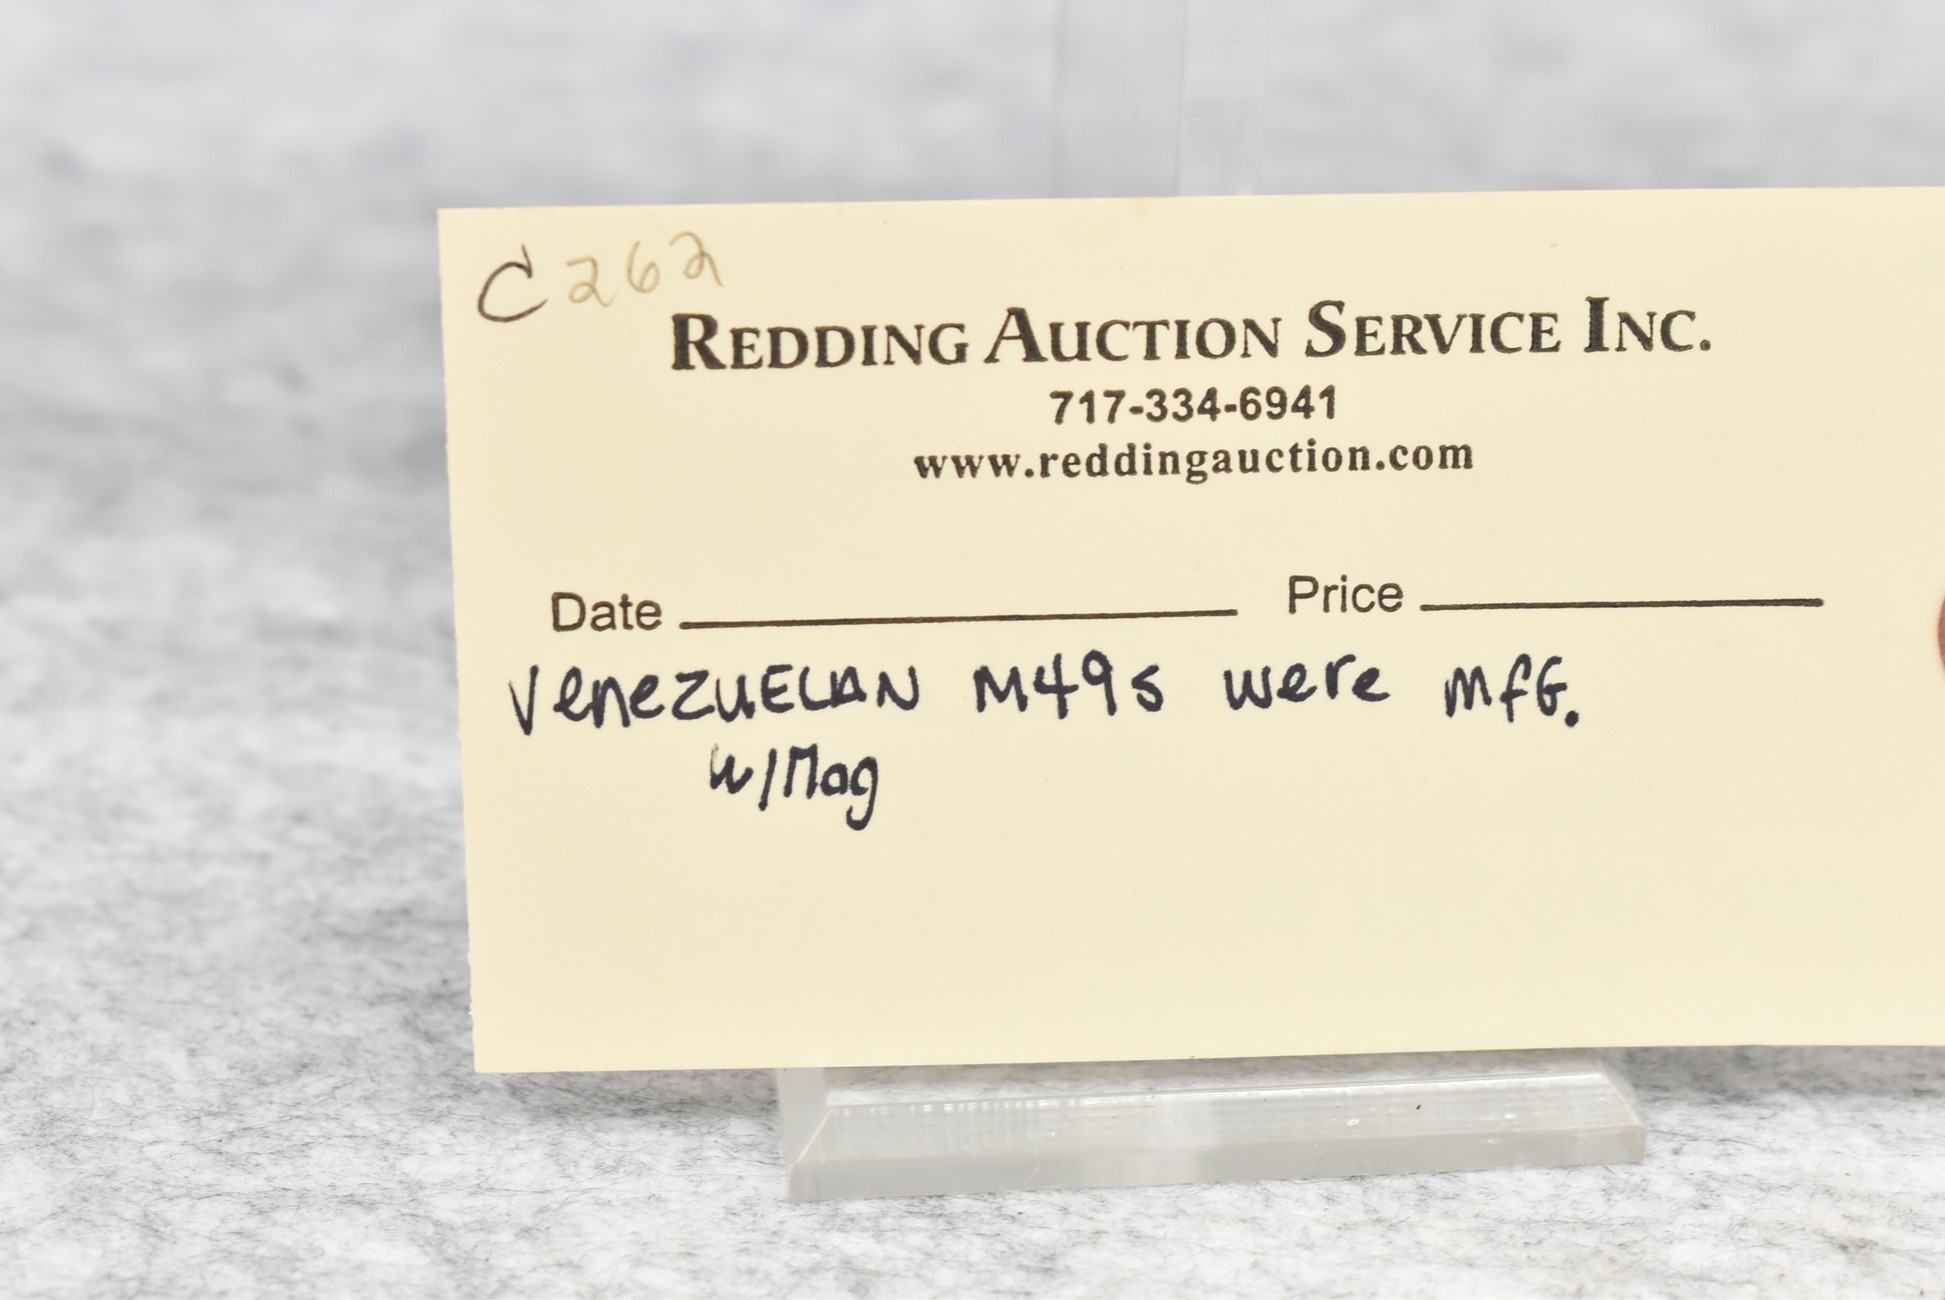 C262
REDDING AUCTION SERVICE INC.
717-334-6941
www.reddingauction.com
Date Price
VenezuELAN M49s were mfG.
w/Mag